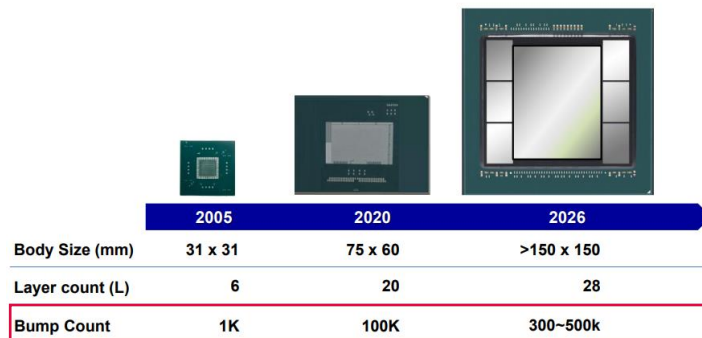 2005 2020 2026
Body Size (mm) 31 x 31 75 x 60 >150 x 150
Layer count (L) 6 20 28
Bump Count 1K 100K 300~500k